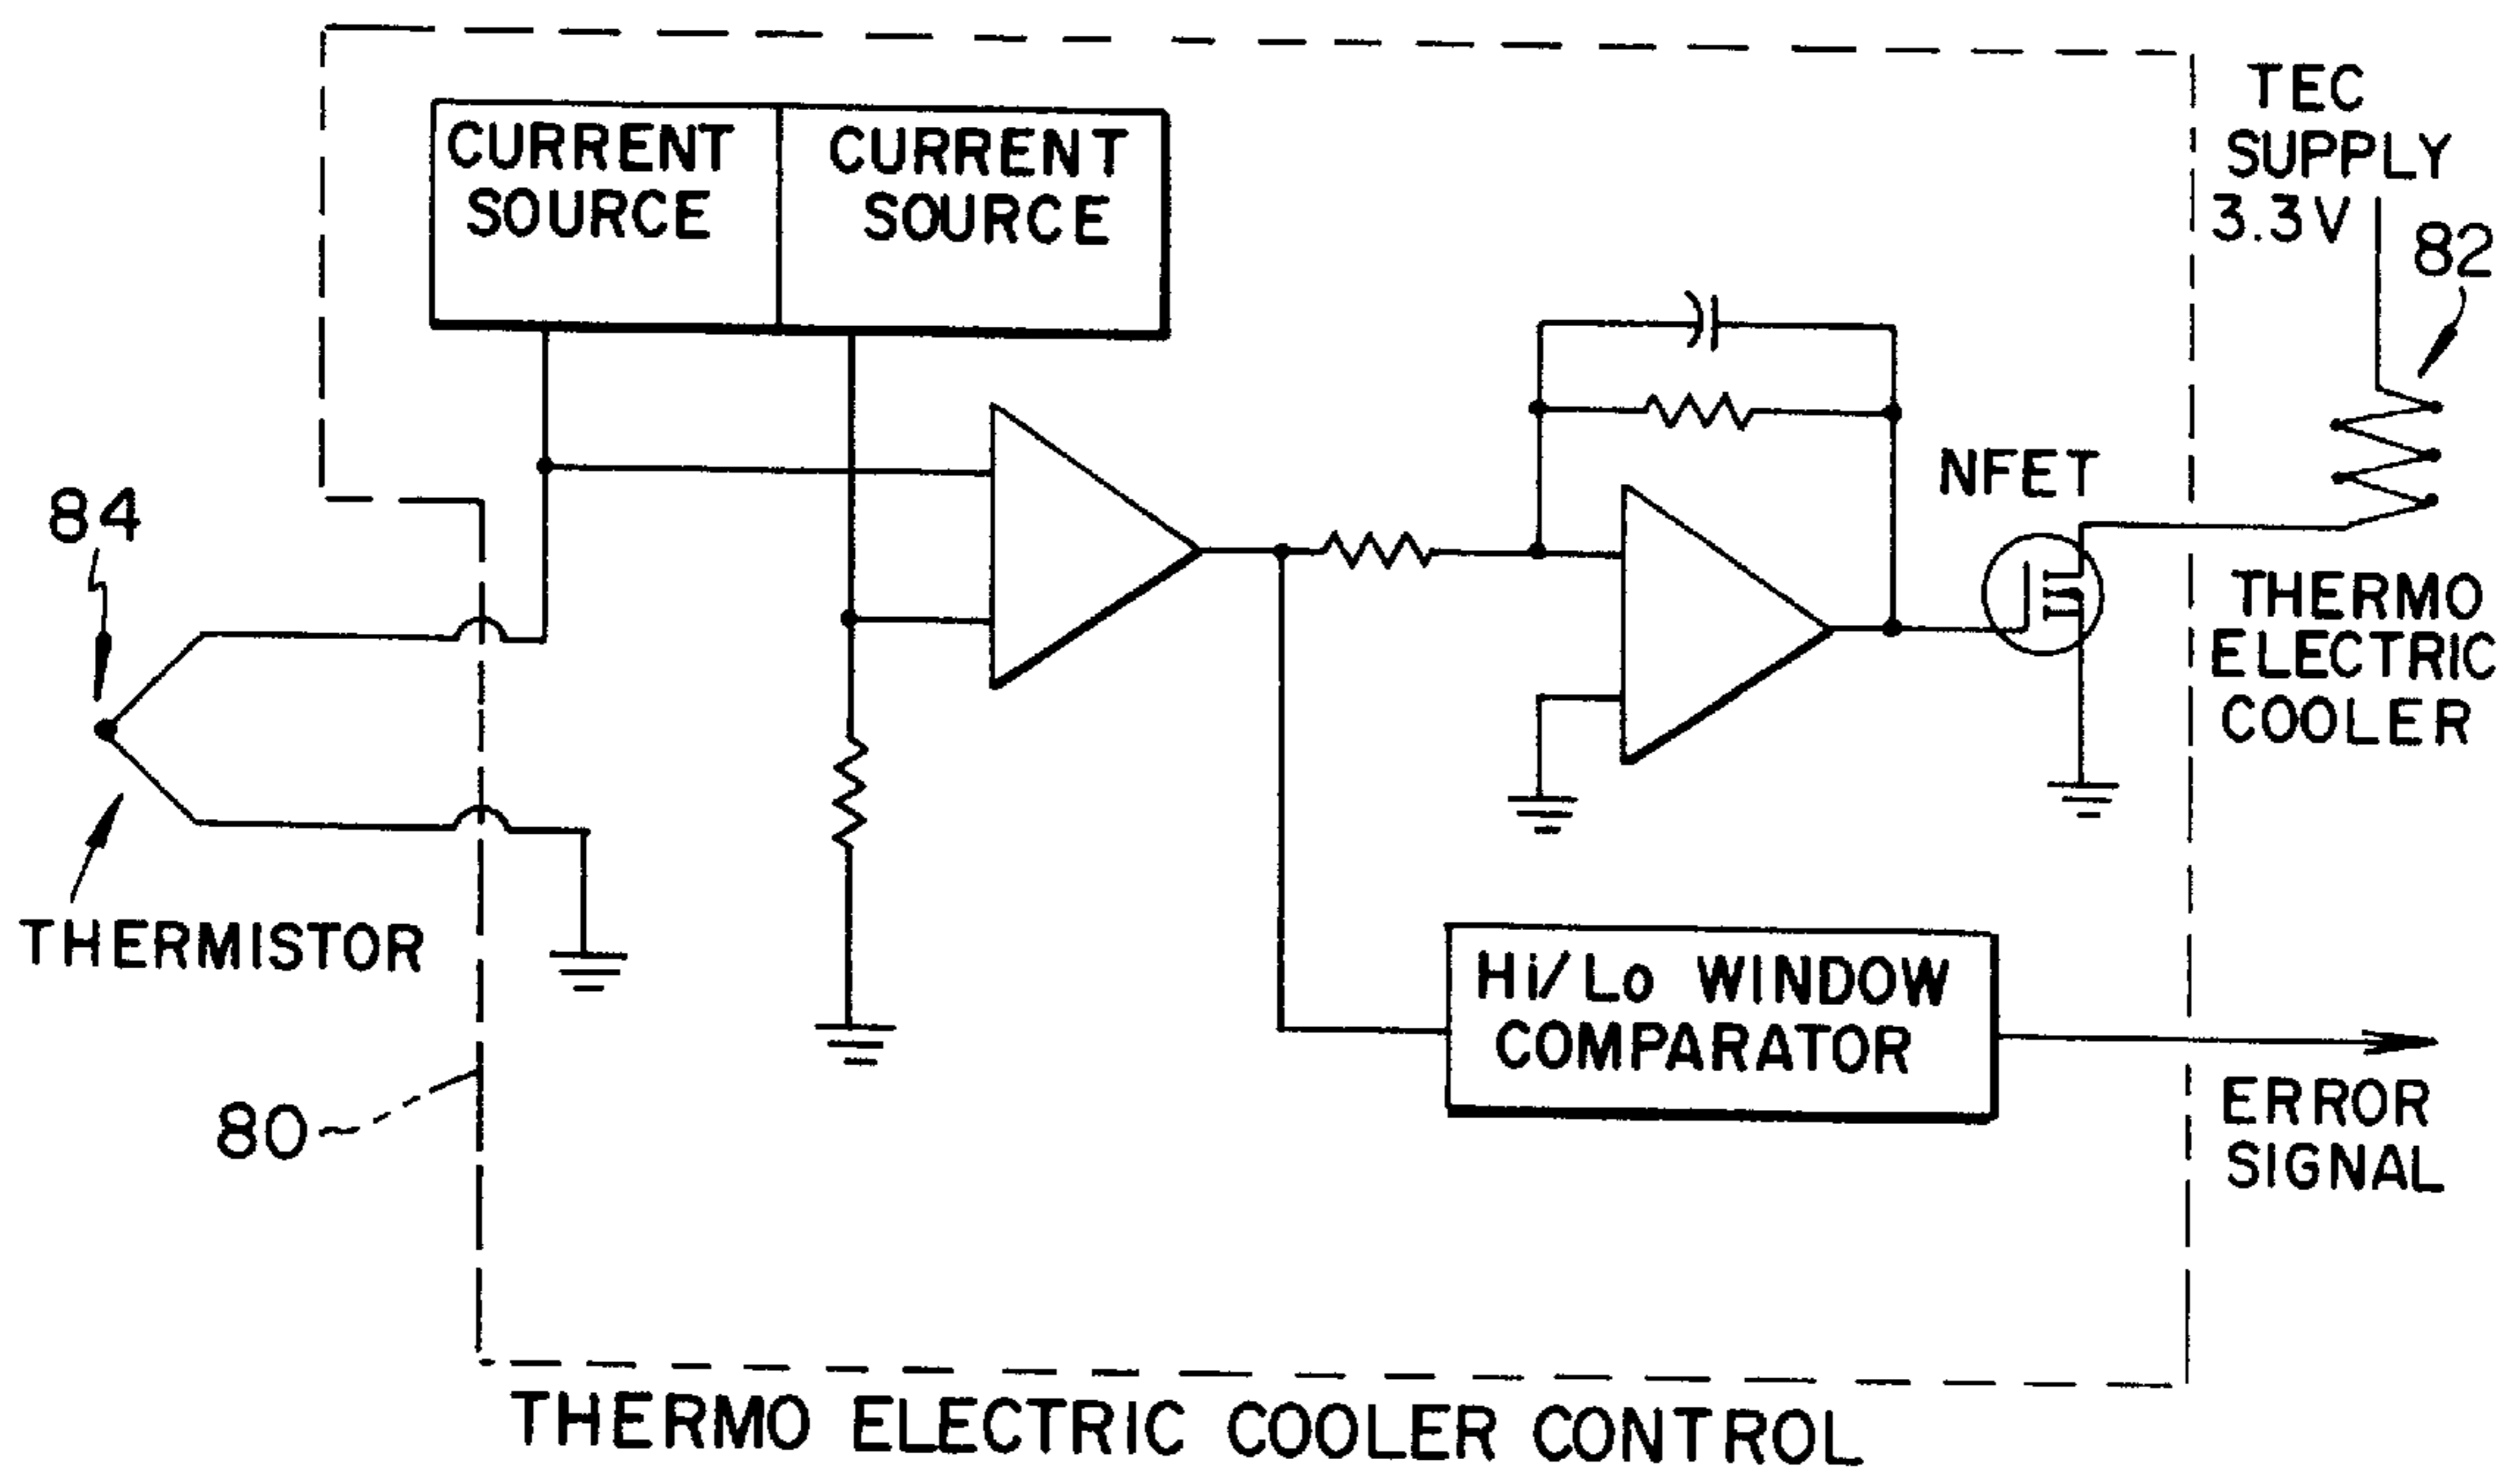 TEC
SUPPLY
3.3V
82
CURRENT
SOURCE
CURRENT
SOURCE
NFET
84
THERMO
ELECTRIC
COOLER
THERMISTOR
Hi/Lo WINDOW
COMPARATOR
80
ERROR
SIGNAL
THERMO ELECTRIC COOLER CONTROL